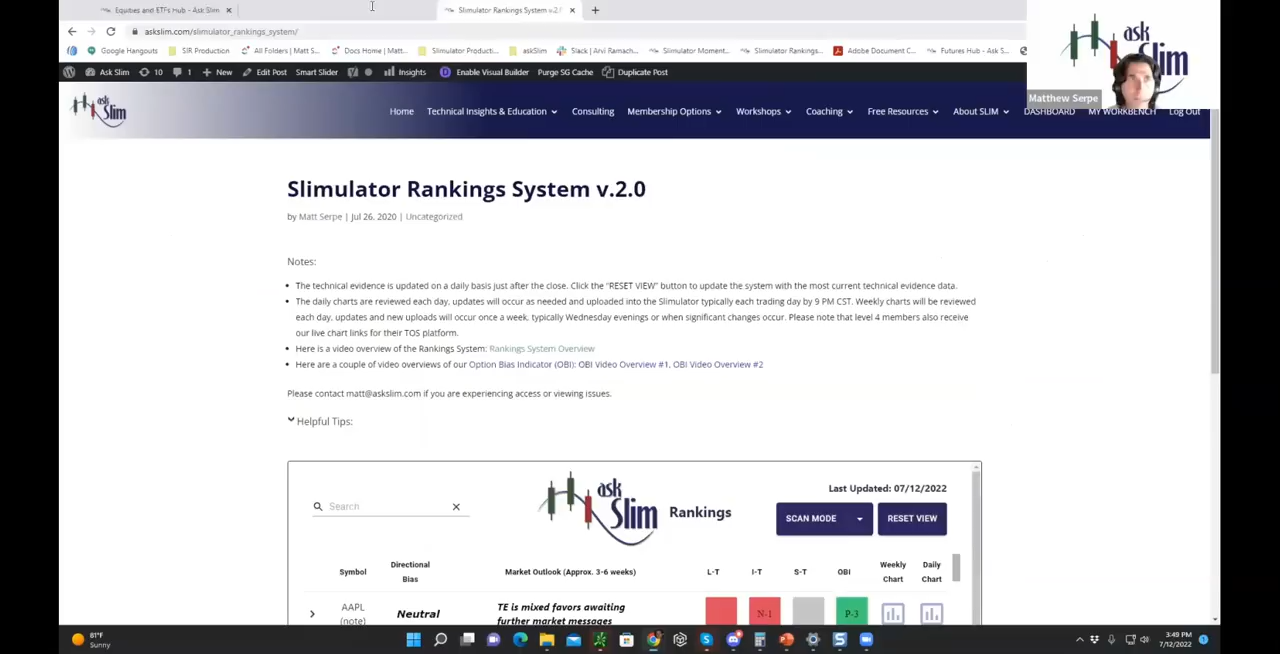 Equities and ETFs Hub - Ask Slim
Slimulator Rankings System v.2.0
askslim.com/slimulator_rankings_system/
Google Hangouts
SIR Production
All Folders | Matt S...
Docs Home | Matt...
Slimulator Producti...
askSlim
Slack | Arvi Ramach...
Slimulator Moment...
Slimulator Rankings...
Adobe Document C...
Futures Hub - Ask S...
Ask Slim
10
1
New
Edit Post
Smart Slider
Insights
Enable Visual Builder
Purge SG Cache
Duplicate Post
ask
Slim
Matthew Serpe
ask
Slim
Home
Technical Insights & Education
Consulting
Membership Options
Workshops
Coaching
Free Resources
About SLIM
DASHBOARD
MY WORKBENCH
Log Out
Slimulator Rankings System v.2.0
by Matt Serpe | Jul 26, 2020 | Uncategorized
Notes:
The technical evidence is updated on a daily basis just after the close. Click the "RESET VIEW" button to update the system with the most current technical evidence data.
The daily charts are reviewed each day, updates will occur as needed and uploaded into the Slimulator typically each trading day by 9 PM CST. Weekly charts will be reviewed
each day, updates and new uploads will occur once a week, typically Wednesday evenings or when significant changes occur. Please note that level 4 members also receive
our live chart links for their TOS platform.
Here is a video overview of the Rankings System: Rankings System Overview
Here are a couple of video overviews of our Option Bias Indicator (OBI): OBI Video Overview #1, OBI Video Overview #2
Please contact matt@askslim.com if you are experiencing access or viewing issues.
Helpful Tips:
Search
ask
Slim
Rankings
Last Updated: 07/12/2022
SCAN MODE
RESET VIEW
Symbol
Directional
Bias
Market Outlook (Approx. 3-6 weeks)
L-T
I-T
S-T
OBI
Weekly
Chart
Daily
Chart
AAPL
(note)
Neutral
TE is mixed favors awaiting
further market messages
N-1
P-3
81°F
Sunny
3:49 PM
7/12/2022